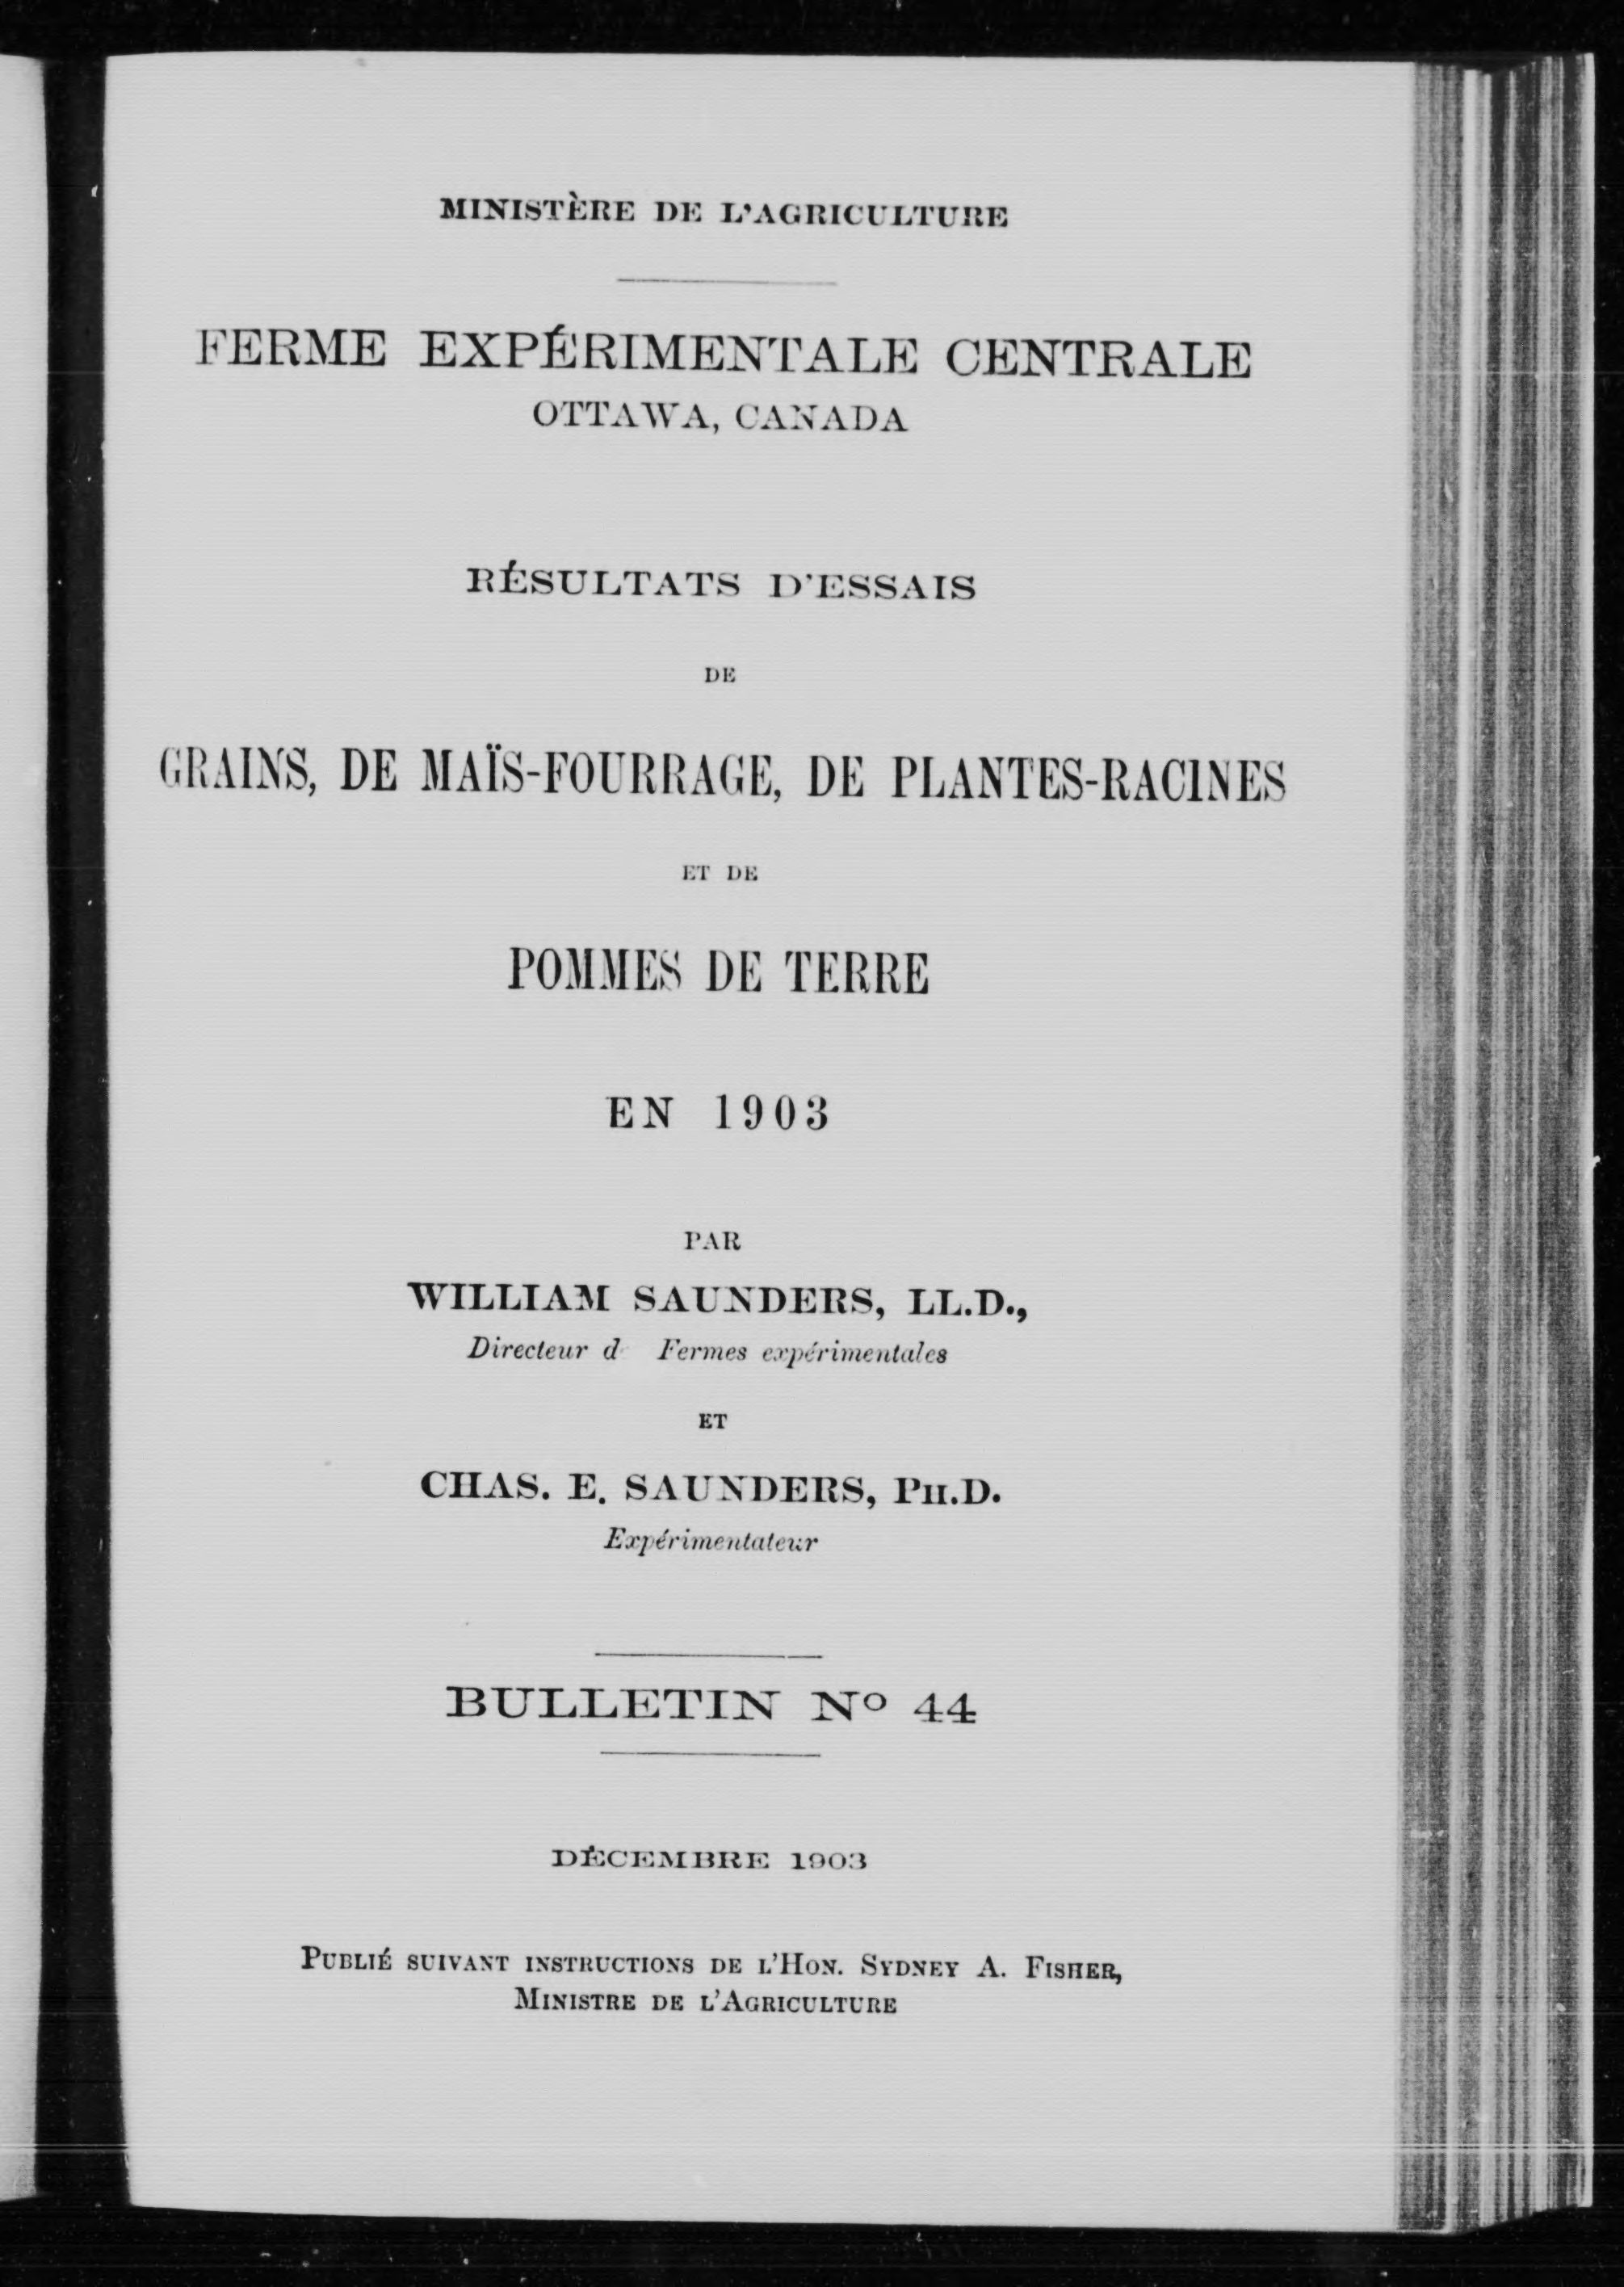 MINISTÈRE DE L'AGRICULTURE
FERME EXPÉRIMENTALE CENTRALE
OTTAWA, CANADA
RÉSULTATS D'ESSAIS
DE
GRAINS, DE MAÏS-FOURRAGE, DE PLANTES-RACINES
ET DE
POMMES DE TERRE
EN 1903
PAR
WILLIAM SAUNDERS, LL.D.,
Directeur d Fermes expérimentales
ET
CHAS. E. SAUNDERS, PH.D.
Expérimentateur
BULLETIN Nº 44
DÉCEMBRE 1903
PUBLIÉ SUIVANT INSTRUCTIONS DE L'HON. SYDNEY A. FISHER,
MINISTRE DE L'AGRICULTURE